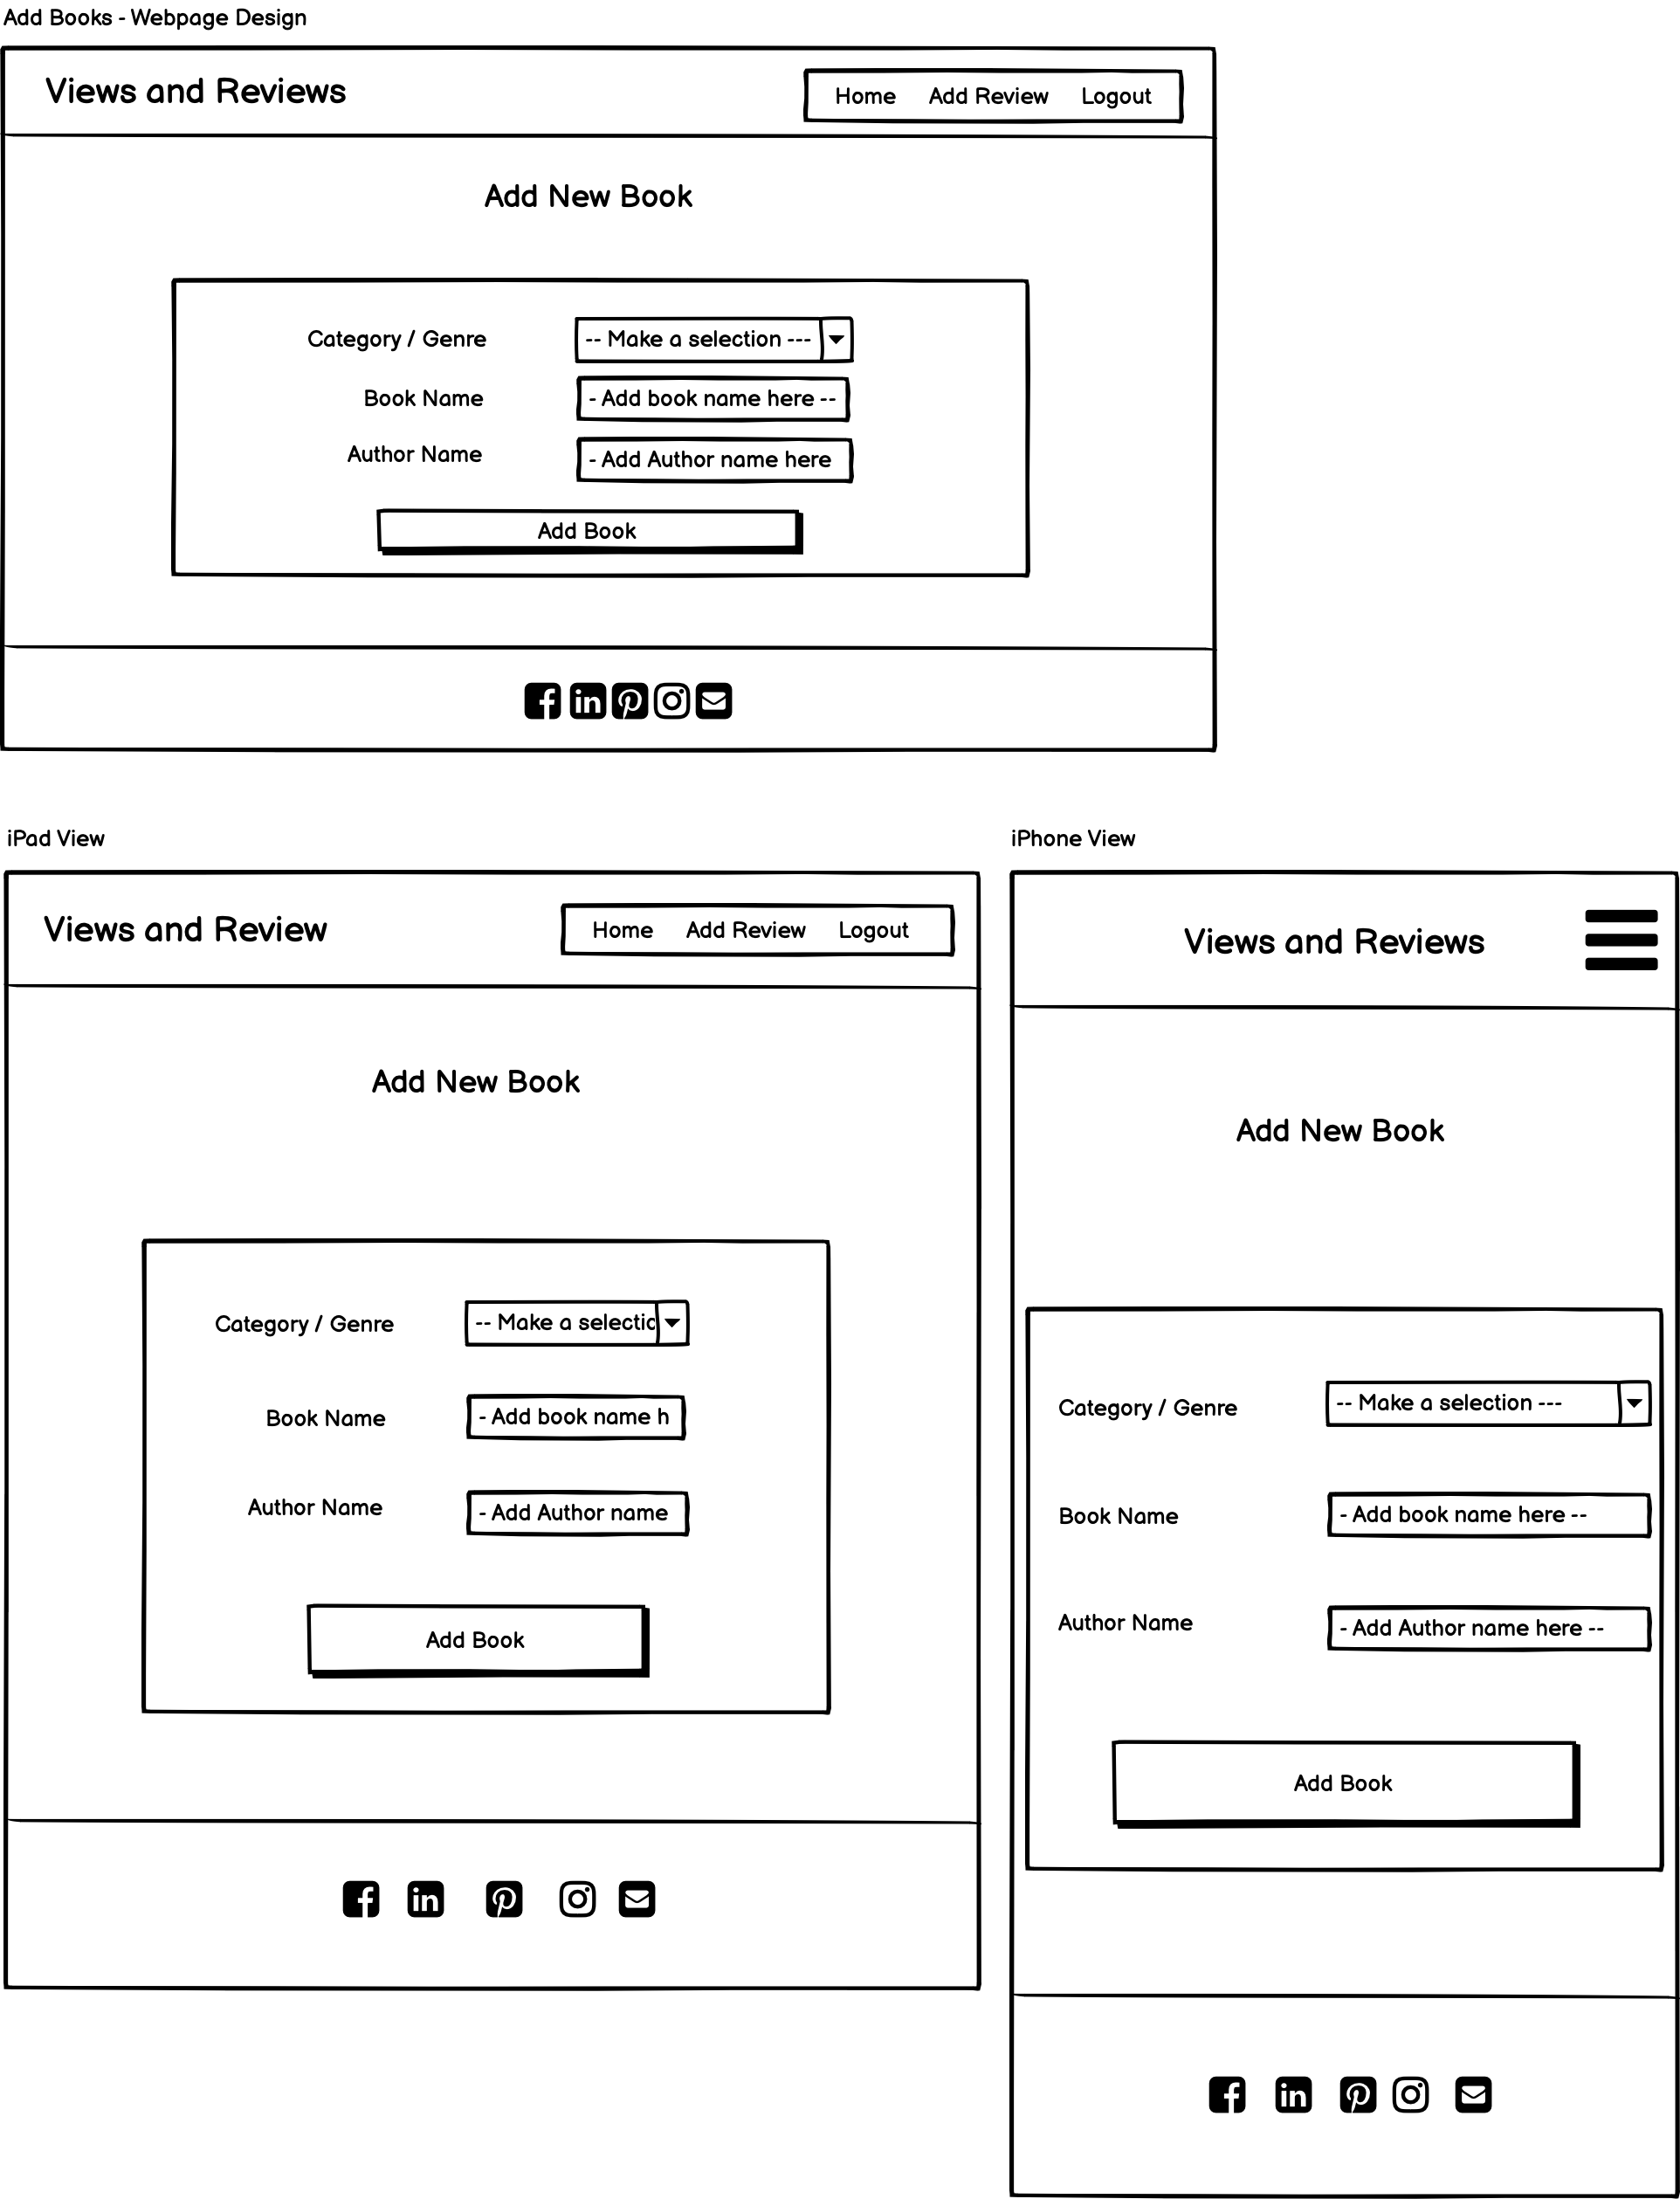 Add Books - Webpage Design
Views and Reviews
Home Add Review Logout
Add New Book
Category / Genre -- Make a selection ---
Book Name - Add book name here --
Author Name - Add Author name here
Add Book
iPad View
Views and Review
Home Add Review Logout
Add New Book
Category / Genre -- Make a selectic
Book Name - Add book name h
Author Name - Add Author name
Add Book
iPhone View
Views and Reviews
Add New Book
Category / Genre -- Make a selection ---
Book Name - Add book name here --
Author Name - Add Author name here --
Add Book